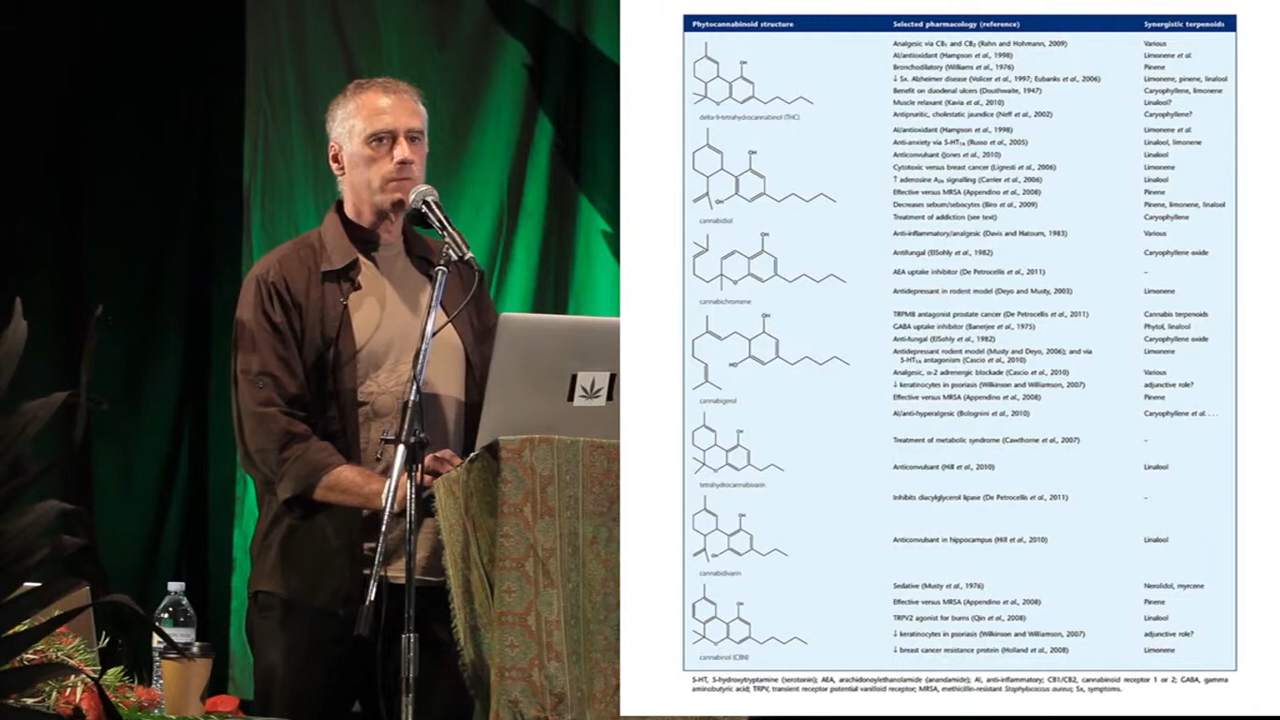 Phytocannabinoid structure Selected pharmacology (reference) Synergistic terpenoids
Analgesic via CB₁ and CB₂ (Rahn and Hohmann, 2009) Various
AI/antioxidant (Hampson et al., 1998) Limonene et al.
Bronchodilatory (Williams et al., 1976) Pinene
↓ Sx. Alzheimer disease (Volicer et al., 1997; Eubanks et al., 2006) Limonene, pinene, linalool
Benefit on duodenal ulcers (Douthwaite, 1947) Caryophyllene, limonene
Muscle relaxant (Kavia et al., 2010) Linalool?
Antipruritic, cholestatic jaundice (Neff et al., 2002) Caryophyllene?
OH
O
delta-9-tetrahydrocannabinol (THC)
AI/antioxidant (Hampson et al., 1998) Limonene et al.
Anti-anxiety via 5-HT₁A (Russo et al., 2005) Linalool, limonene
Anticonvulsant (Jones et al., 2010) Linalool
Cytotoxic versus breast cancer (Ligresti et al., 2006) Limonene
↑ adenosine A₂A signalling (Carrier et al., 2006) Linalool
Effective versus MRSA (Appendino et al., 2008) Pinene
Decreases sebum/sebocytes (Biro et al., 2009) Pinene, limonene, linalool
Treatment of addiction (see text) Caryophyllene
OH
OH
cannabidiol
Anti-inflammatory/analgesic (Davis and Hatoum, 1983) Various
Antifungal (ElSohly et al., 1982) Caryophyllene oxide
AEA uptake inhibitor (De Petrocellis et al., 2011) –
Antidepressant in rodent model (Deyo and Musty, 2003) Limonene
OH
O
cannabichromene
TRPM8 antagonist prostate cancer (De Petrocellis et al., 2011) Cannabis terpenoids
GABA uptake inhibitor (Banerjee et al., 1975) Phytol, linalool
Anti-fungal (ElSohly et al., 1982) Caryophyllene oxide
Antidepressant rodent model (Musty and Deyo, 2006); and via Limonene
5-HT₁A antagonism (Cascio et al., 2010)
Analgesic, α-2 adrenergic blockade (Cascio et al., 2010) Various
↓ keratinocytes in psoriasis (Wilkinson and Williamson, 2007) adjunctive role?
Effective versus MRSA (Appendino et al., 2008) Pinene
OH
HO
cannabigerol
AI/anti-hyperalgesic (Bolognini et al., 2010) Caryophyllene et al. . . .
Treatment of metabolic syndrome (Cawthorne et al., 2007) –
Anticonvulsant (Hill et al., 2010) Linalool
OH
O
tetrahydrocannabivarin
Inhibits diacylglycerol lipase (De Petrocellis et al., 2011) –
Anticonvulsant in hippocampus (Hill et al., 2010) Linalool
OH
OH
cannabidivarin
Sedative (Musty et al., 1976) Nerolidol, myrcene
Effective versus MRSA (Appendino et al., 2008) Pinene
TRPV2 agonist for burns (Qin et al., 2008) Linalool
↓ keratinocytes in psoriasis (Wilkinson and Williamson, 2007) adjunctive role?
↓ breast cancer resistance protein (Holland et al., 2008) Limonene
OH
O
cannabinol (CBN)
5-HT, 5-hydroxytryptamine (serotonin); AEA, arachidonoylethanolamide (anandamide); AI, anti-inflammatory; CB1/CB2, cannabinoid receptor 1 or 2; GABA, gamma
aminobutyric acid; TRPV, transient receptor potential vanilloid receptor; MRSA, methicillin-resistant Staphylococcus aureus; Sx, symptoms.